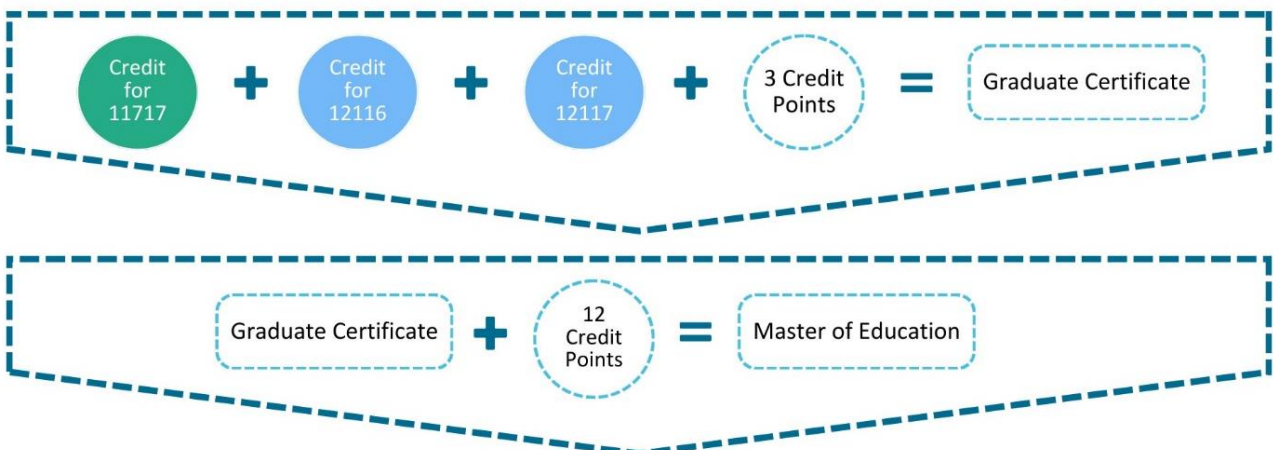 Credit
for
11717
+
Credit
for
12116
+
Credit
for
12117
+
3 Credit
Points
=
Graduate Certificate
Graduate Certificate
+
12
Credit
Points
=
Master of Education